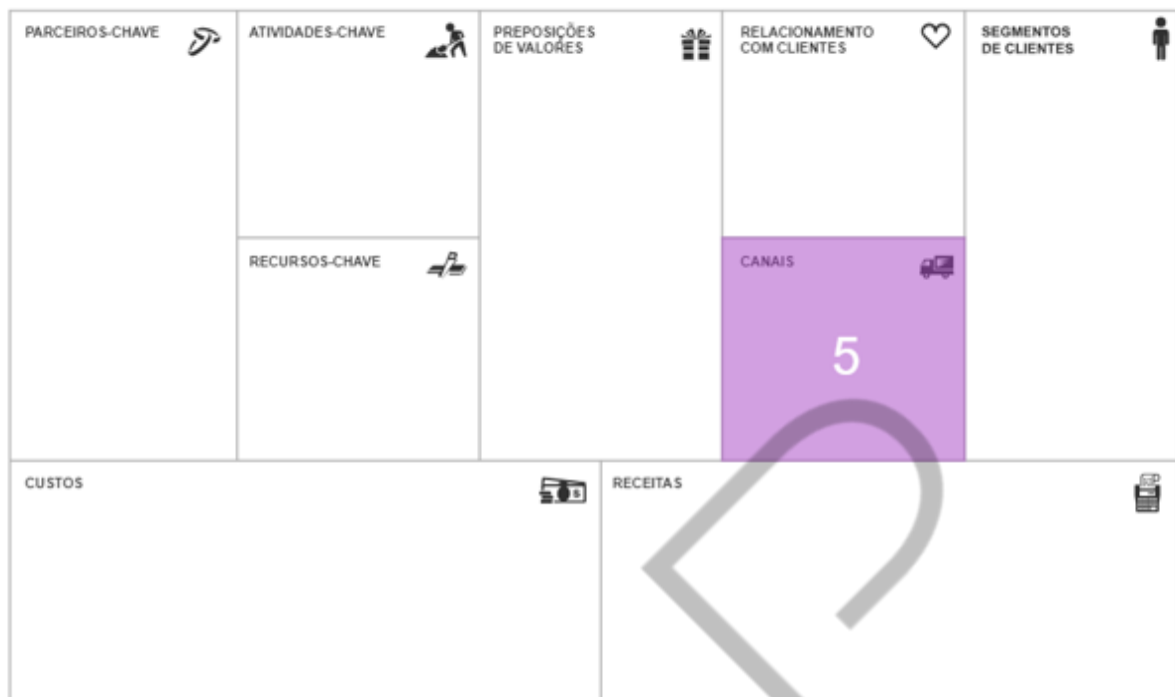 PARCEIROS-CHAVE
ATIVIDADES-CHAVE
PREPOSIÇÕES
DE VALORES
RELACIONAMENTO
COM CLIENTES
SEGMENTOS
DE CLIENTES
RECURSOS-CHAVE
CANAIS
5
CUSTOS
RECEITAS